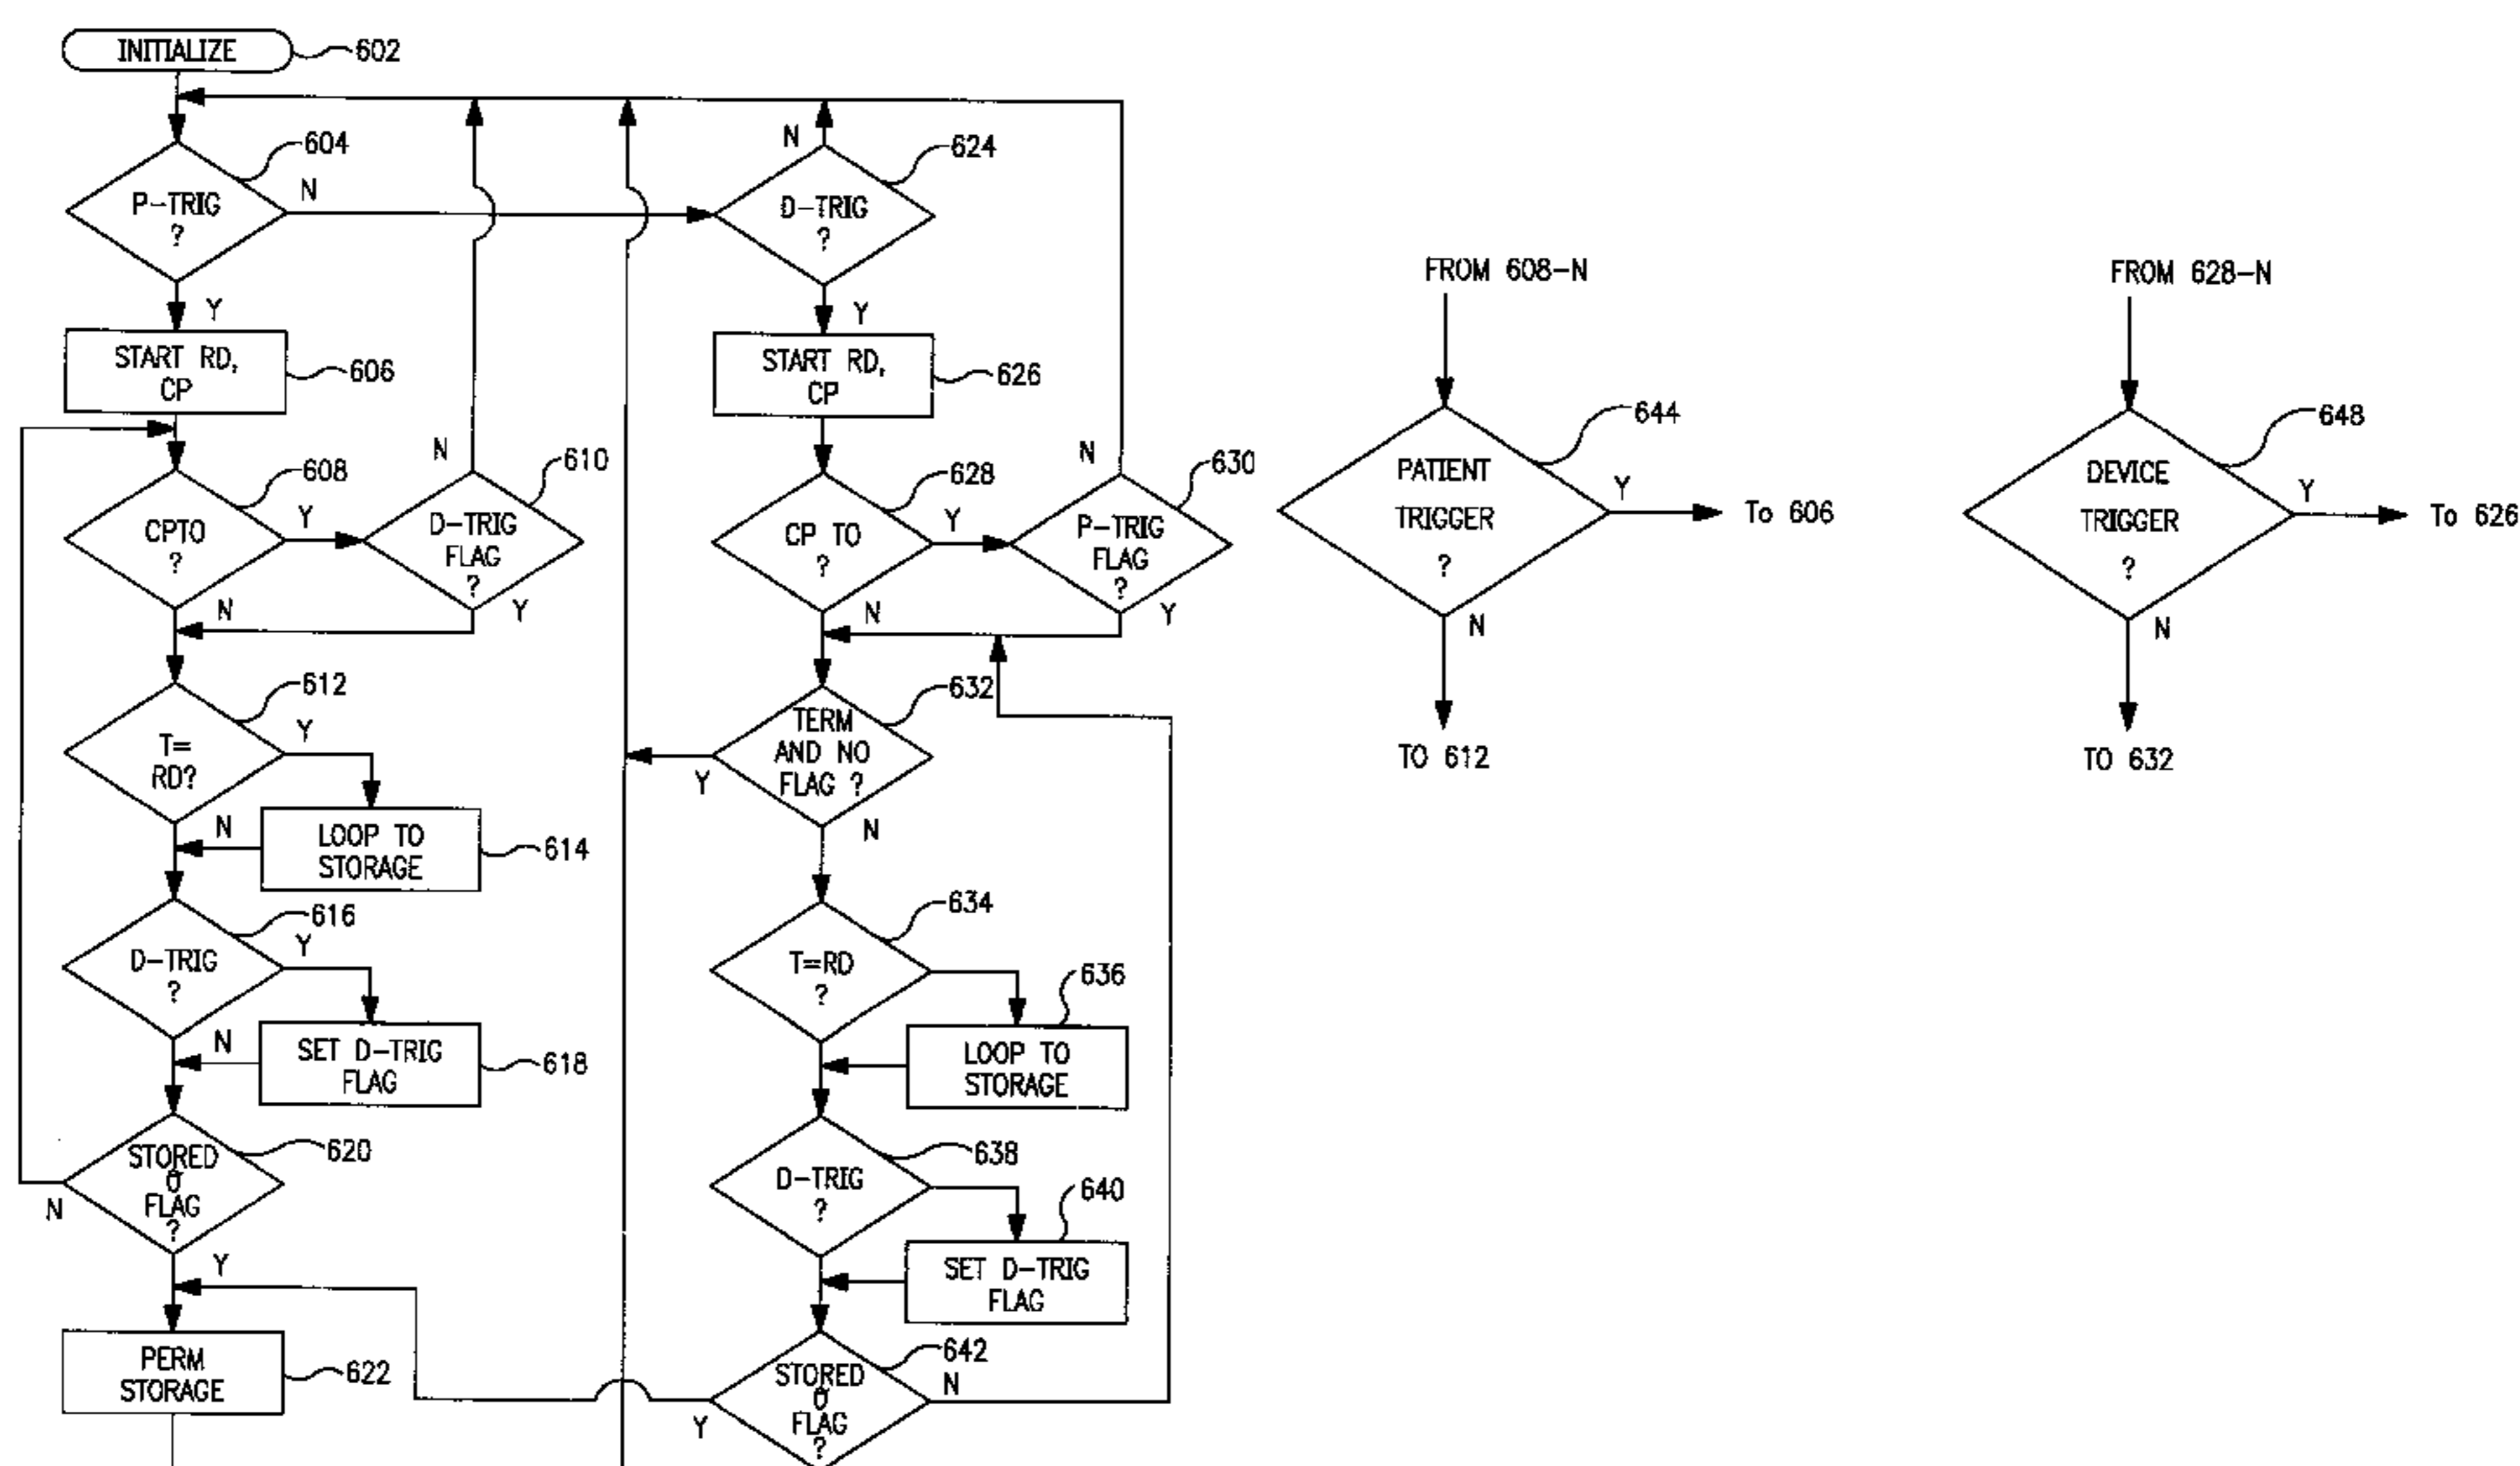 INITIALIZE
602
604
P-TRIG
?
N
Y
START RD,
CP
606
608
CPTO
?
Y
N
N
610
D-TRIG
FLAG
?
Y
612
T=
RD?
Y
N
LOOP TO
STORAGE
614
616
D-TRIG
?
Y
N
SET D-TRIG
FLAG
618
620
STORED
&
FLAG
?
N
Y
PERM
STORAGE
622
N
624
D-TRIG
?
Y
START RD,
CP
626
628
CP TO
?
Y
N
N
630
P-TRIG
FLAG
?
Y
632
TERM
AND NO
FLAG ?
Y
N
634
T=RD
?
636
LOOP TO
STORAGE
638
D-TRIG
?
640
SET D-TRIG
FLAG
642
STORED
&
FLAG
?
N
Y
FROM 608-N
644
PATIENT
TRIGGER
?
Y
To 606
N
TO 612
FROM 628-N
648
DEVICE
TRIGGER
?
Y
To 626
N
TO 632